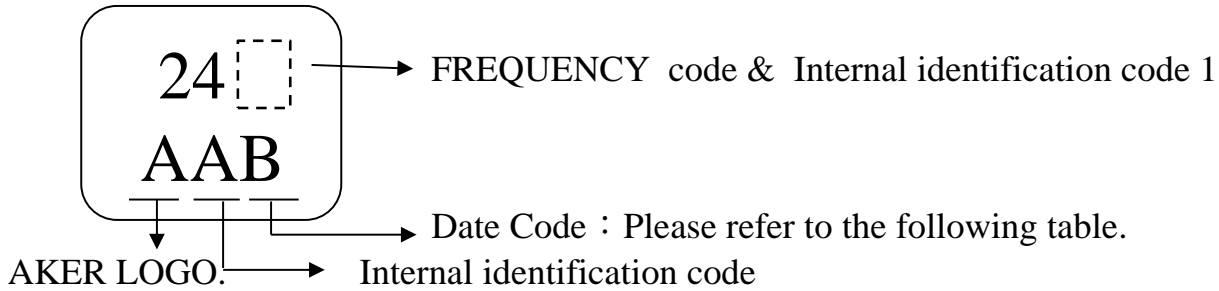 24
FREQUENCY code & Internal identification code 1
AAB
Date Code：Please refer to the following table.
AKER LOGO.
Internal identification code